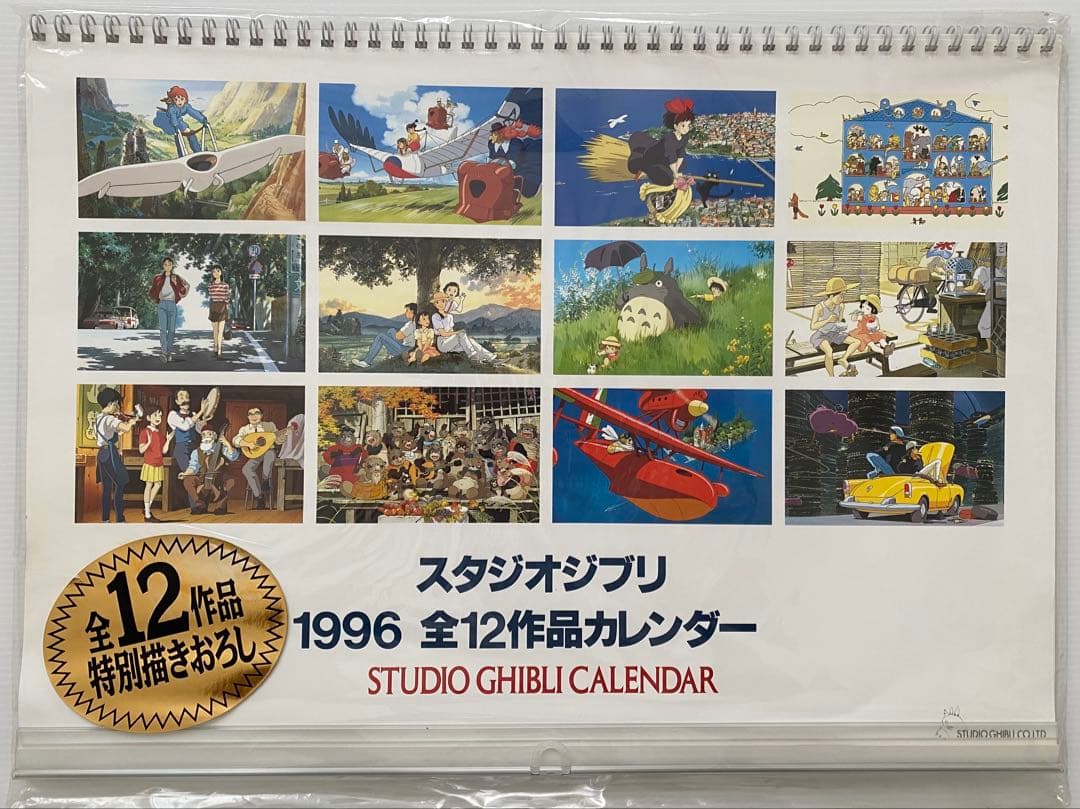 全12作品
特別描きおろし
スタジオジブリ
1996 全12作品カレンダー
STUDIO GHIBLI CALENDAR
STUDIO GHIBLI CO.,LTD.